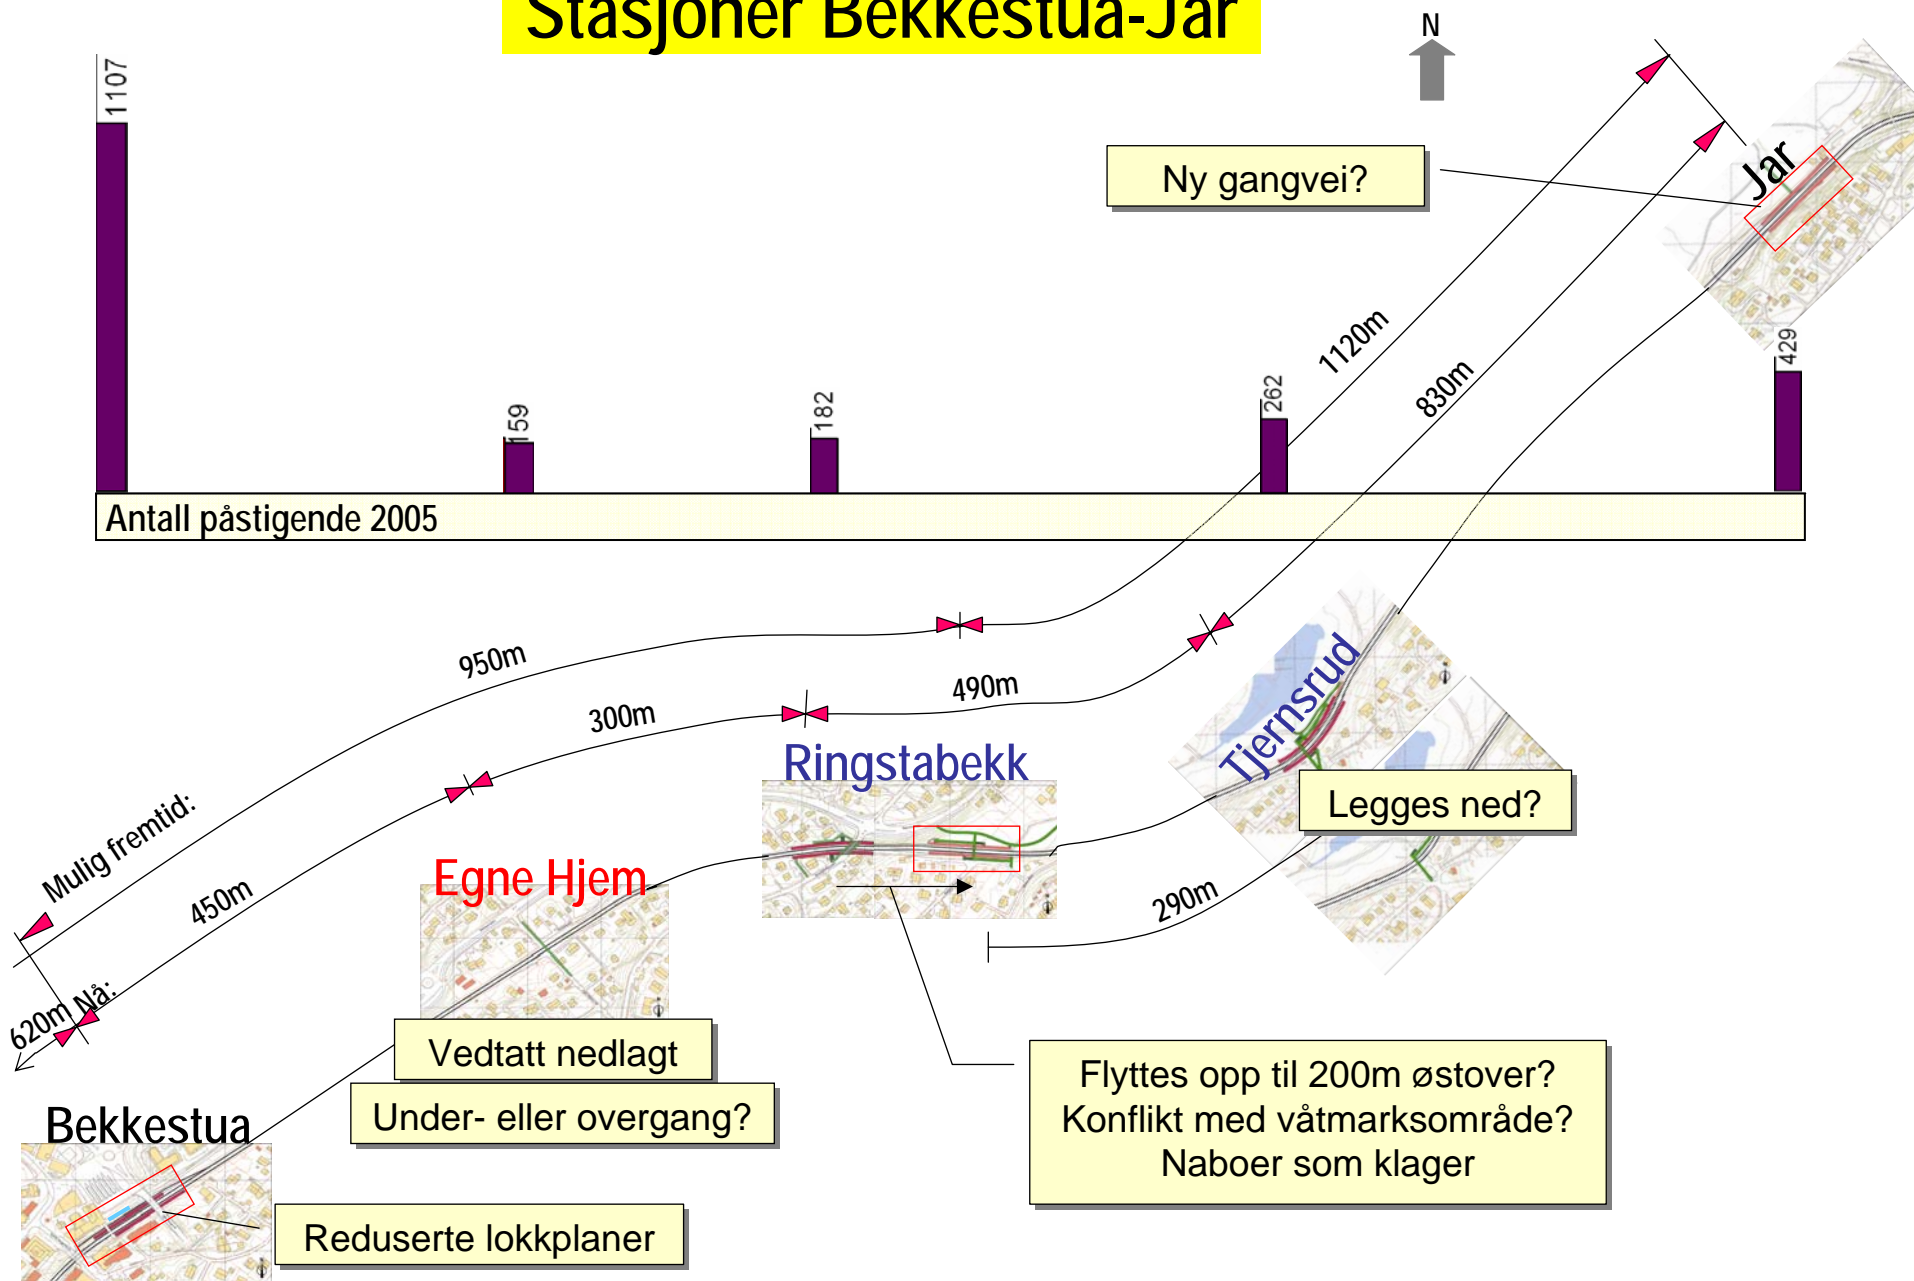 Stasjoner Bekkestua-Jar
N
1107
Ny gangvei?
Jar
1120m
830m
429
159
182
262
Antall påstigende 2005
950m
490m
300m
Tjernsrud
Ringstabekk
Legges ned?
Mulig fremtid:
450m
Egne Hjem
290m
620m Nå:
Vedtatt nedlagt
Under- eller overgang?
Flyttes opp til 200m østover?
Konflikt med våtmarksområde?
Naboer som klager
Bekkestua
Reduserte lokkplaner